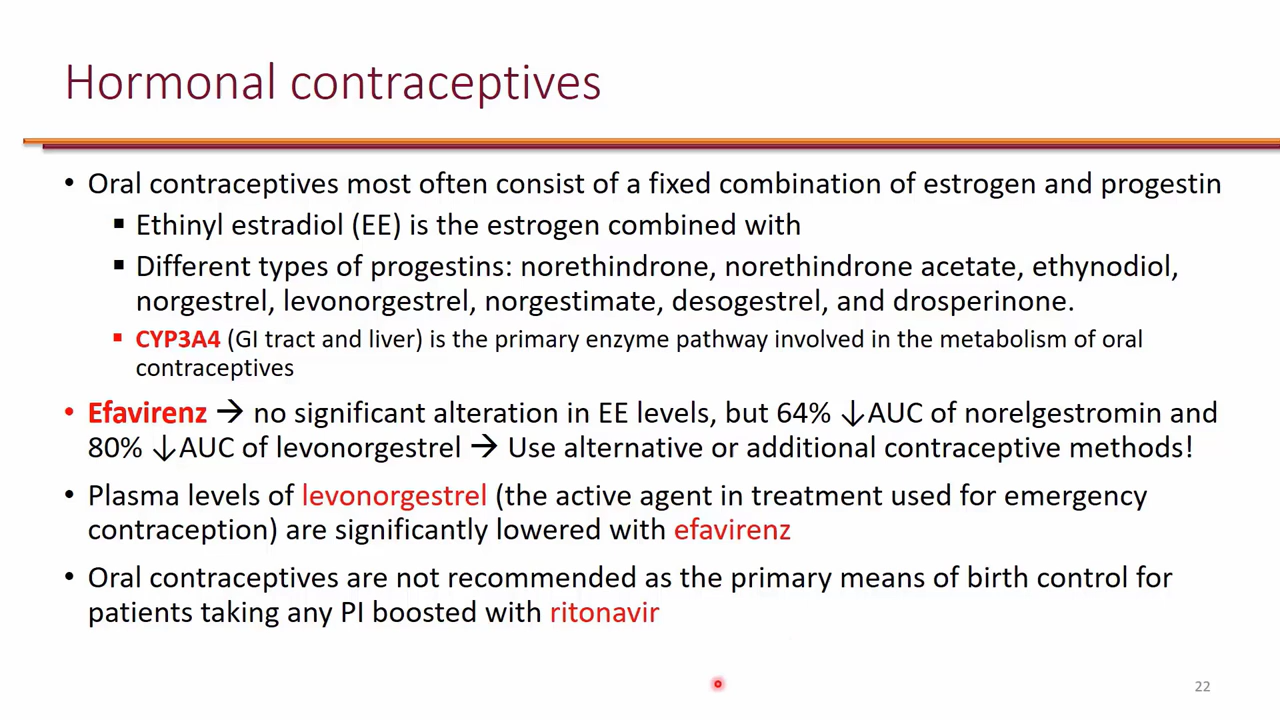 Hormonal contraceptives
• Oral contraceptives most often consist of a fixed combination of estrogen and progestin
▪ Ethinyl estradiol (EE) is the estrogen combined with
▪ Different types of progestins: norethindrone, norethindrone acetate, ethynodiol,
norgestrel, levonorgestrel, norgestimate, desogestrel, and drosperinone.
▪ CYP3A4 (GI tract and liver) is the primary enzyme pathway involved in the metabolism of oral
contraceptives
• Efavirenz → no significant alteration in EE levels, but 64% ↓AUC of norelgestromin and
80% ↓AUC of levonorgestrel → Use alternative or additional contraceptive methods!
• Plasma levels of levonorgestrel (the active agent in treatment used for emergency
contraception) are significantly lowered with efavirenz
• Oral contraceptives are not recommended as the primary means of birth control for
patients taking any PI boosted with ritonavir
22